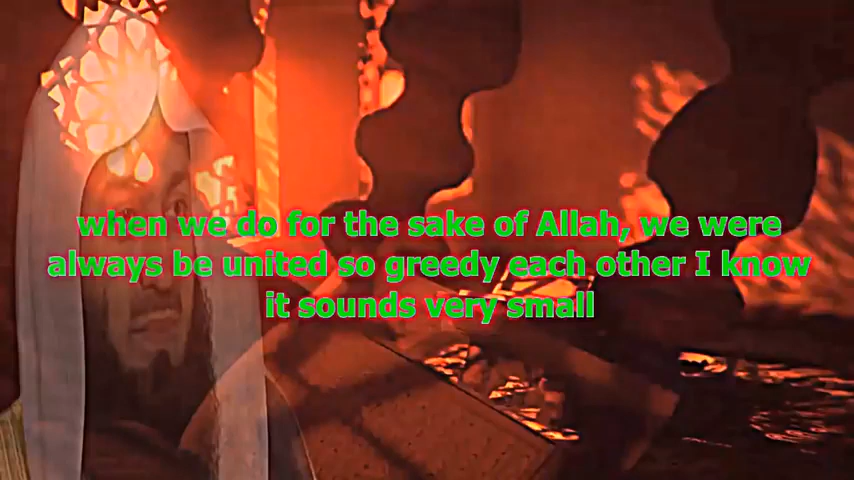 when we do for the sake of Allah, we were
always be united so greedy each other I know
it sounds very small